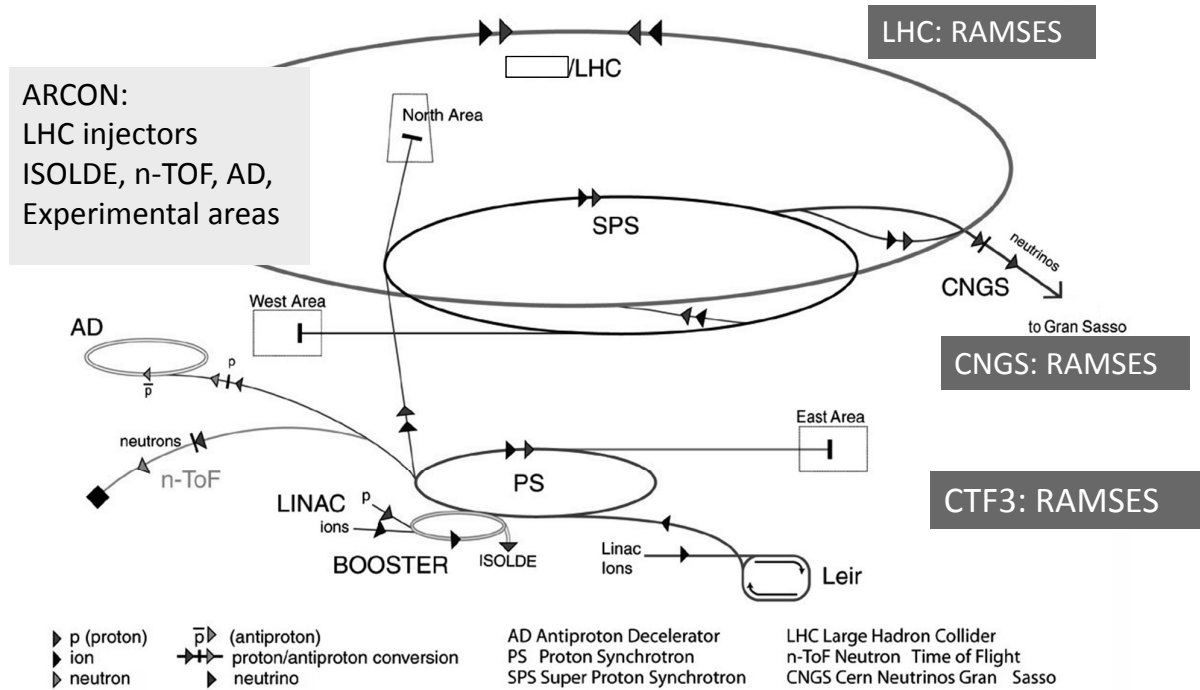 LHC: RAMSES
/LHC
ARCON:
LHC injectors
ISOLDE, n-TOF, AD,
Experimental areas
North Area
SPS
neutrinos
CNGS
to Gran Sasso
West Area
AD
CNGS: RAMSES
p
p̅
East Area
neutrons
n-ToF
PS
CTF3: RAMSES
LINAC
p
ions
BOOSTER
ISOLDE
Linac
Ions
Leir
p (proton)
ion
neutron
p̅ (antiproton)
proton/antiproton conversion
neutrino
AD Antiproton Decelerator
PS Proton Synchrotron
SPS Super Proton Synchrotron
LHC Large Hadron Collider
n-ToF Neutron Time of Flight
CNGS Cern Neutrinos Gran Sasso